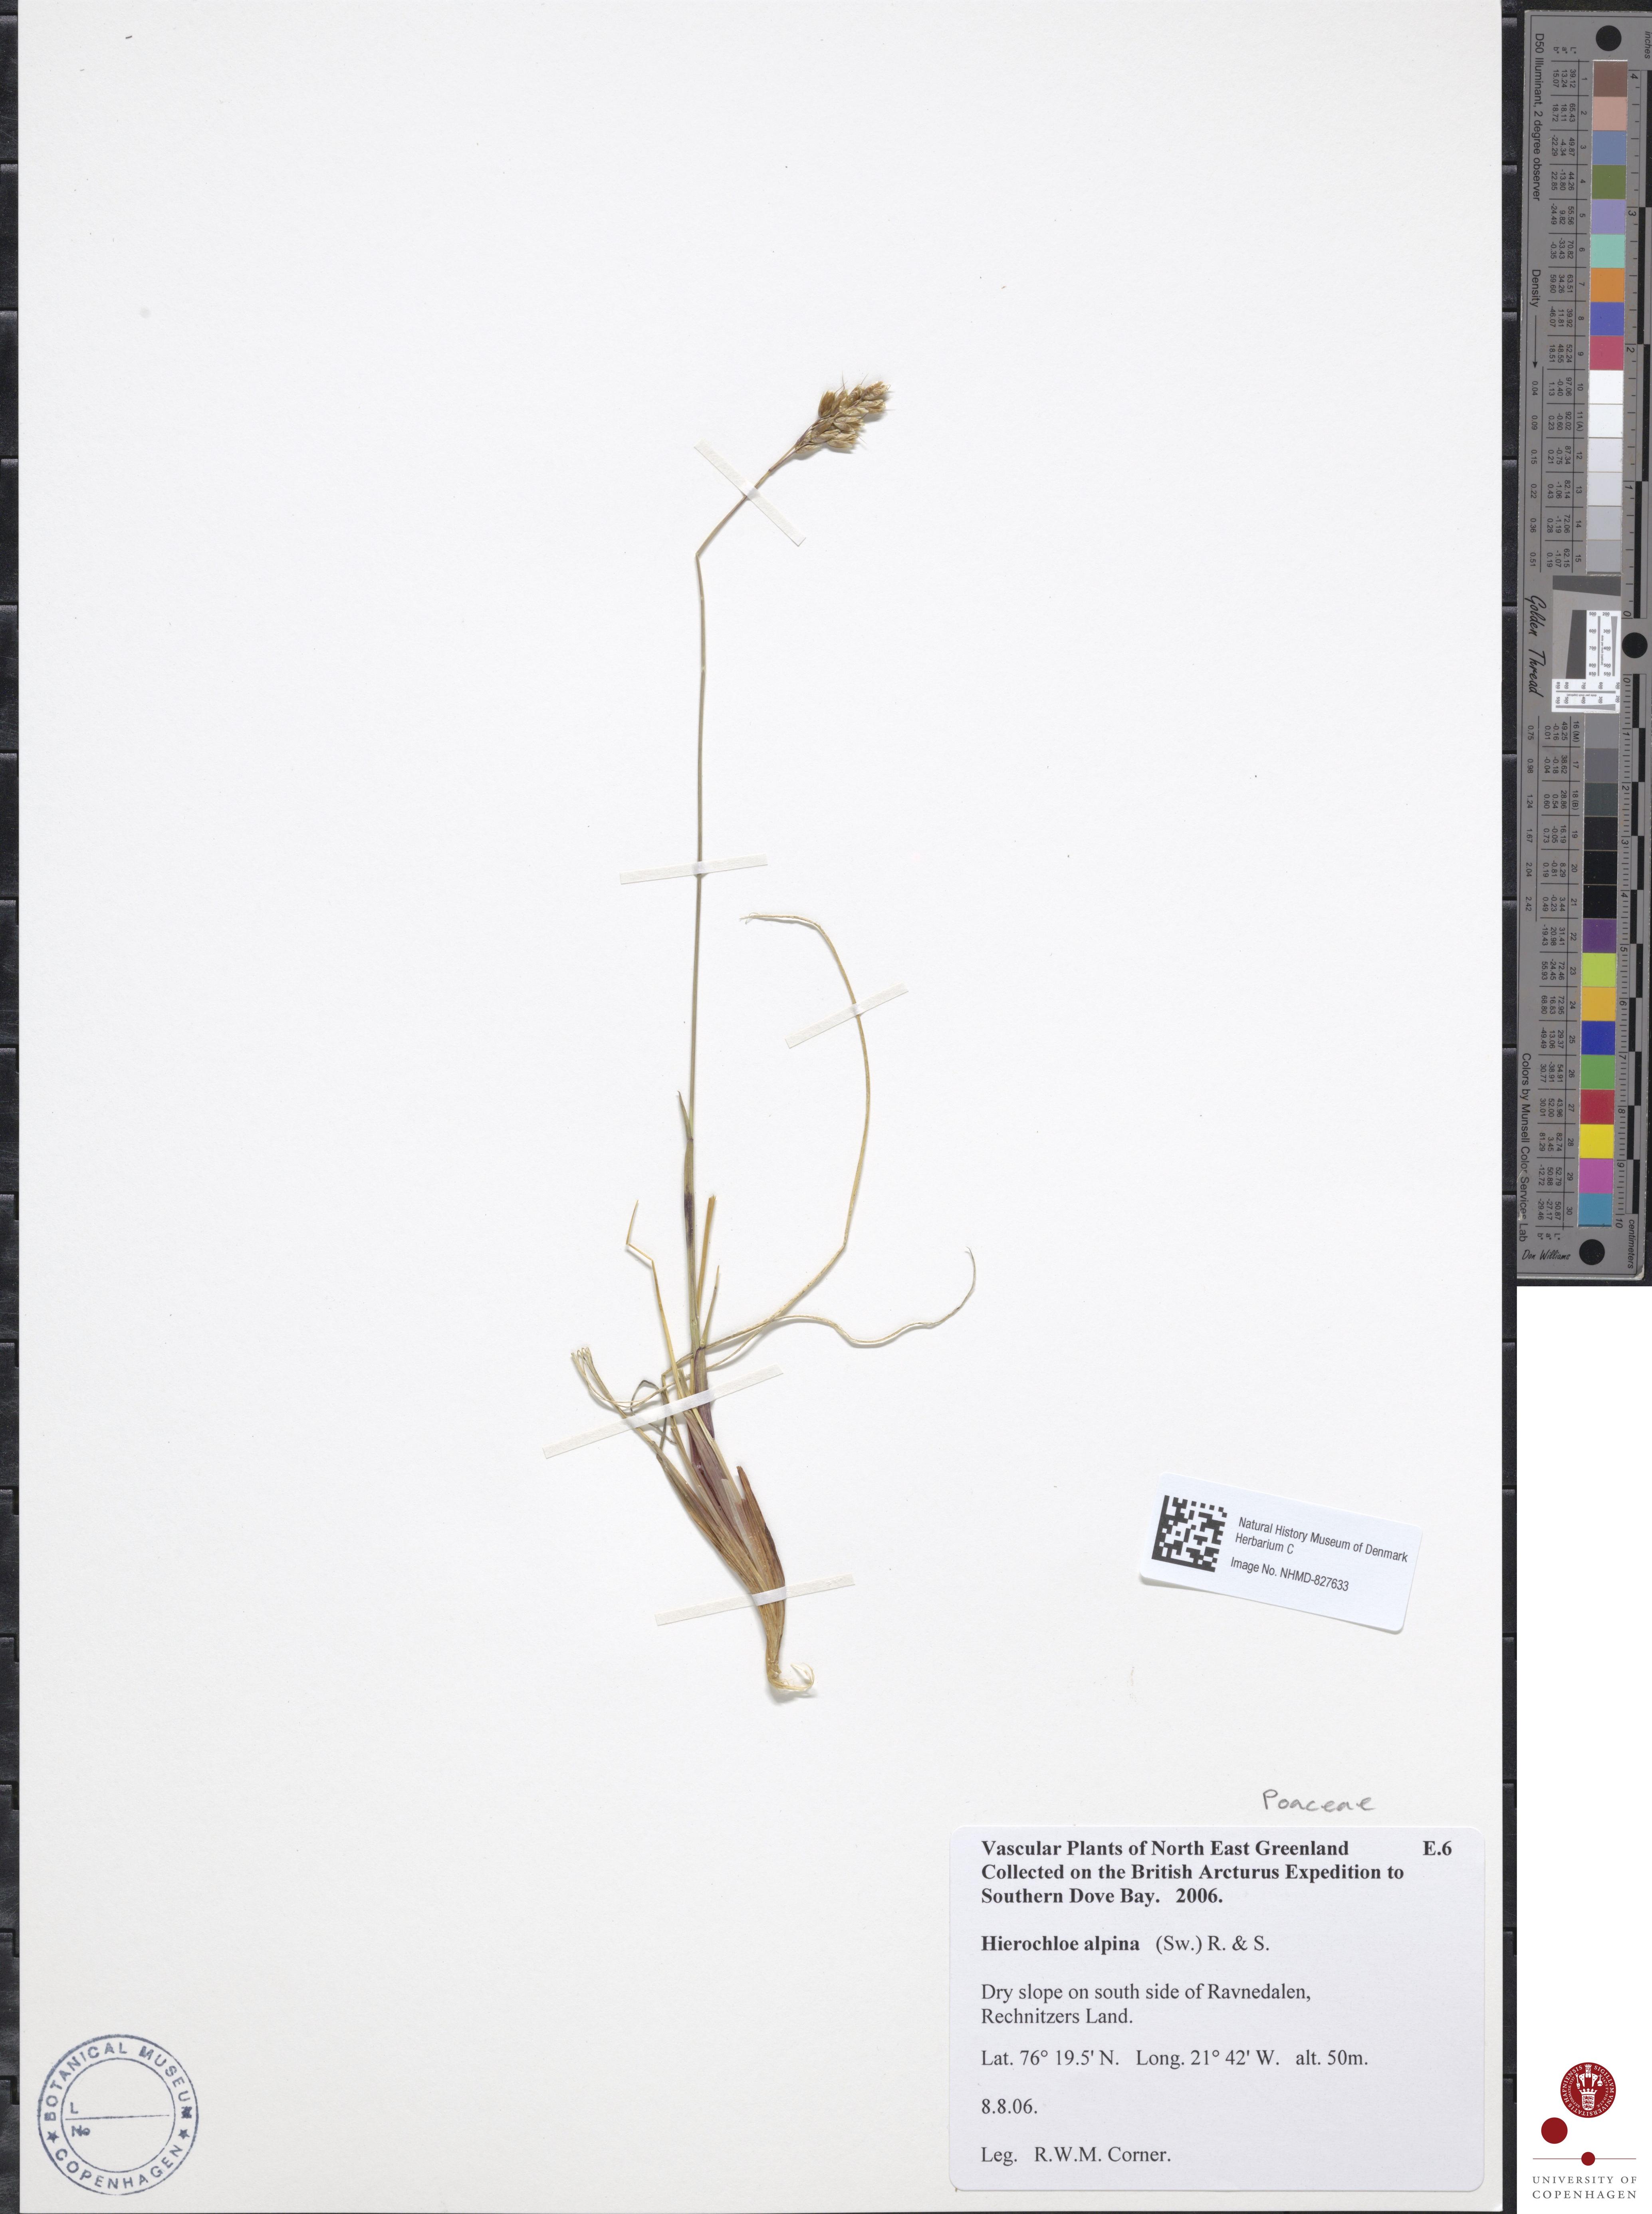 Natural History Museum of Denmark
Herbarium C
Image No. NHMD-827633
Poaceae
Vascular Plants of North East Greenland E.6
Collected on the British Arcturus Expedition to
Southern Dove Bay. 2006.
Hierochloe alpina (Sw.) R. & S.
Dry slope on south side of Ravnedalen,
Rechnitzers Land.
Lat. 76° 19.5' N. Long. 21° 42' W. alt. 50m.
8.8.06.
Leg. R.W.M. Corner.
BOTANICAL MUSEUM
L
No
COPENHAGEN
D50 Illuminant, 2 degree observer
Density
Golden Thread
Colors by Munsell Color Services Lab
Don Williams
inches
centimeters
UNIVERSITY OF
COPENHAGEN